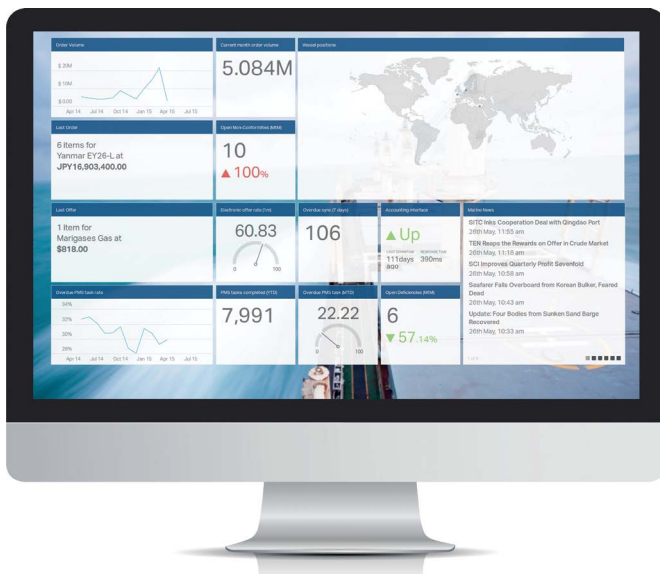 Order Volume
$ 20M
$ 10M
$0.00
Apr 14 Jul 14 Oct 14 Jan 15 Apr 15 Jul 15
Current month order volume
5.084M
Vessel positions
Last Order
6 items for
Yanmar EY26-L at
JPY16,903,400.00
Open Non-Conformities (MTM)
10
▲ 100%
Last Offer
1 item for
Marigases Gas at
$818.00
Electronic offer rate (1m)
60.83
0 100
Overdue sync (7 days)
106
Accounting interface
▲ Up
LAST DOWNTIME RESPONSE TIME
111days 390ms
ago
Marine News
SITC Inks Cooperation Deal with Qingdao Port
26th May, 11:55 am
TEN Reaps the Rewards on Offer in Crude Market
26th May, 11:18 am
SCI Improves Quarterly Profit Sevenfold
26th May, 10:58 am
Seafarer Falls Overboard from Korean Bulker, Feared
Dead
26th May, 10:43 am
Update: Four Bodies from Sunken Sand Barge
Recovered
26th May, 10:33 am
Overdue PMS task rate
34%
32%
28%
Apr 14 Jul 14 Oct 14 Jan 15 Apr 15 Jul 15
PMS tasks completed (YTD)
7,991
Overdue PMS task (MTD)
22.22
0 100
Open Deficiencies (MTM)
6
▼ 57.14%